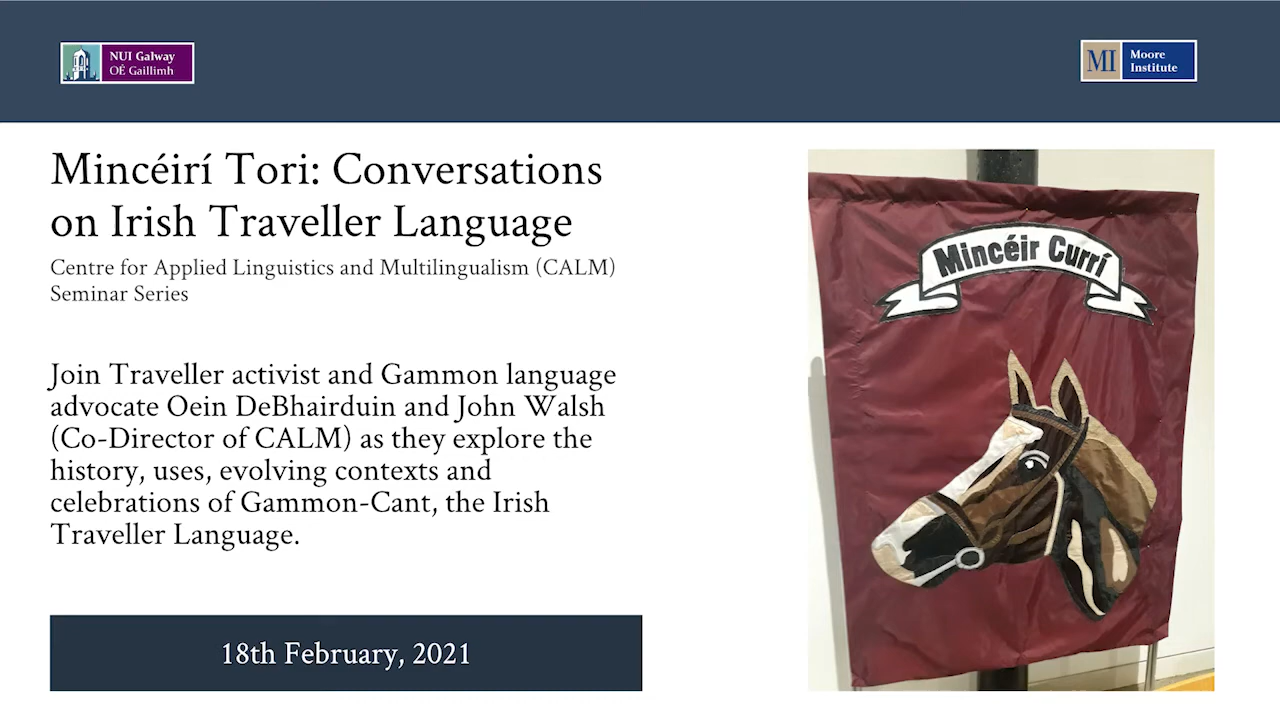 NUI Galway
OÉ Gaillimh
Moore
Institute
MI
Mincéirí Tori: Conversations
on Irish Traveller Language
Centre for Applied Linguistics and Multilingualism (CALM)
Seminar Series
Join Traveller activist and Gammon language
advocate Oein DeBhairduin and John Walsh
(Co-Director of CALM) as they explore the
history, uses, evolving contexts and
celebrations of Gammon-Cant, the Irish
Traveller Language.
18th February, 2021
Mincéir Currí